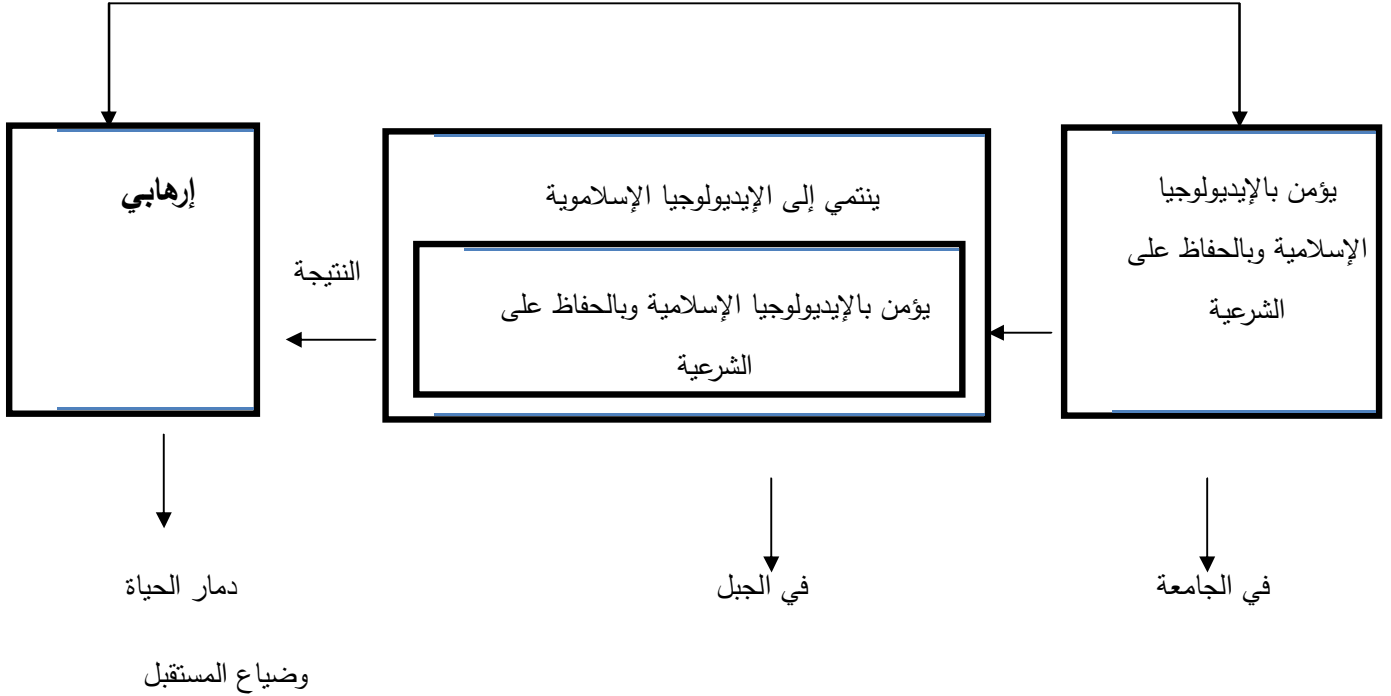 يؤمن بالإيديولوجيا
الإسلامية وبالحفاظ على
الشرعية
ينتمي إلى الإيديولوجيا الإسلاموية
يؤمن بالإيديولوجيا الإسلامية وبالحفاظ على
الشرعية
النتيجة
إرهابي
في الجامعة
في الجبل
دمار الحياة
وضياع المستقبل